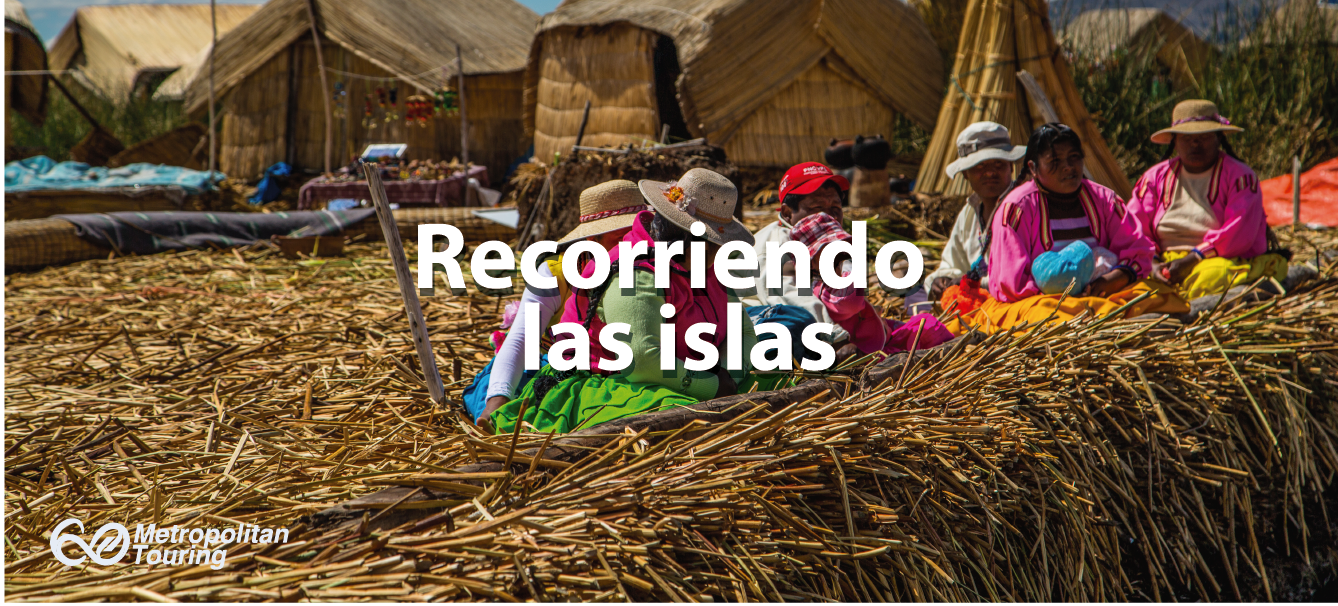 Recorriendo
las islas
Metropolitan
Touring